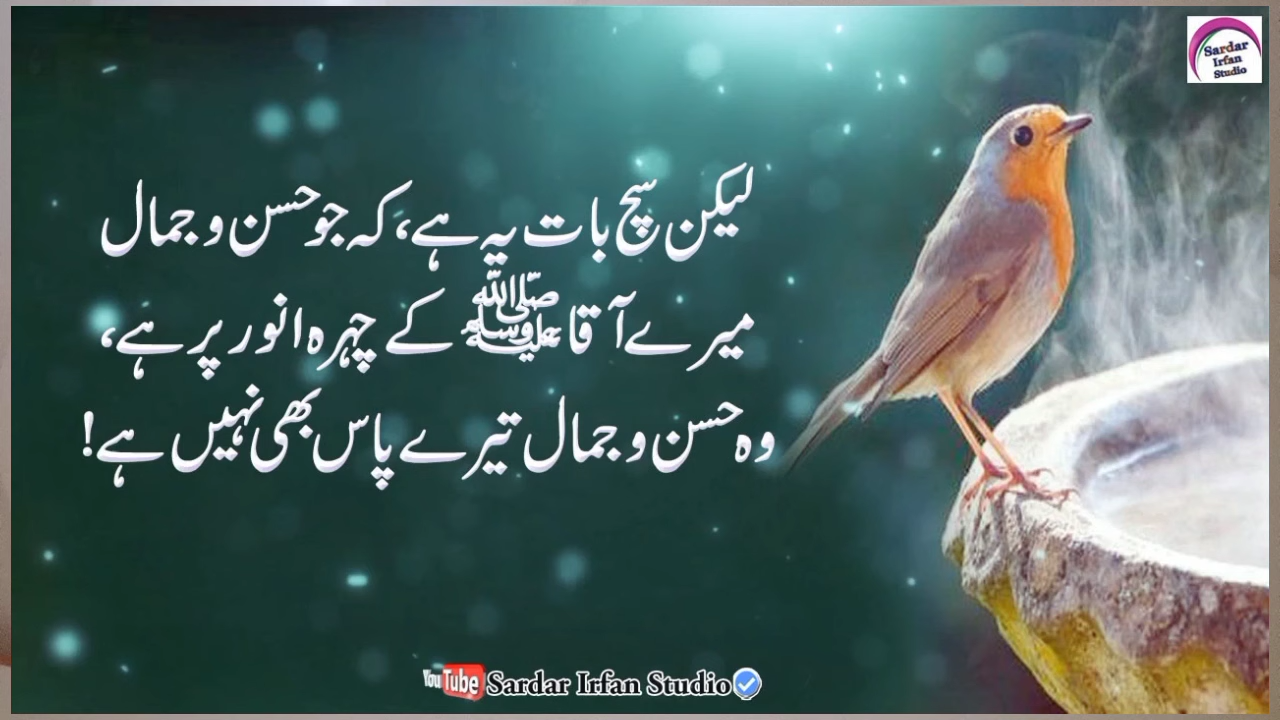 Sardar
Irfan
Studio
لیکن سچ بات یہ ہے، کہ جو حسن و جمال
میرے آقا ﷺ کے چہرہ انور پر ہے،
وہ حسن و جمال تیرے پاس بھی نہیں ہے!
YouTube Sardar Irfan Studio